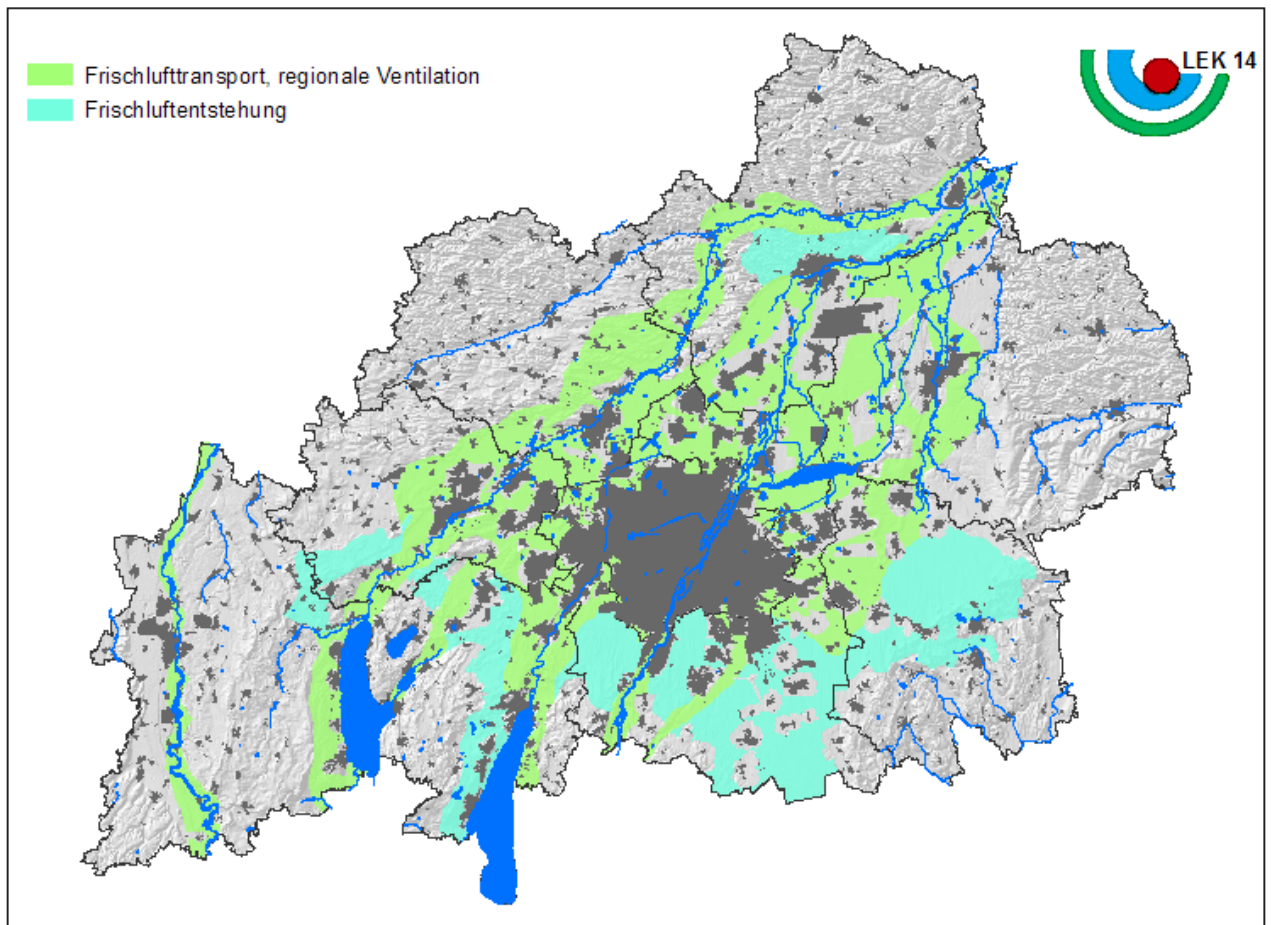 Frischlufttransport, regionale Ventilation
Frischluftentstehung
LEK 14